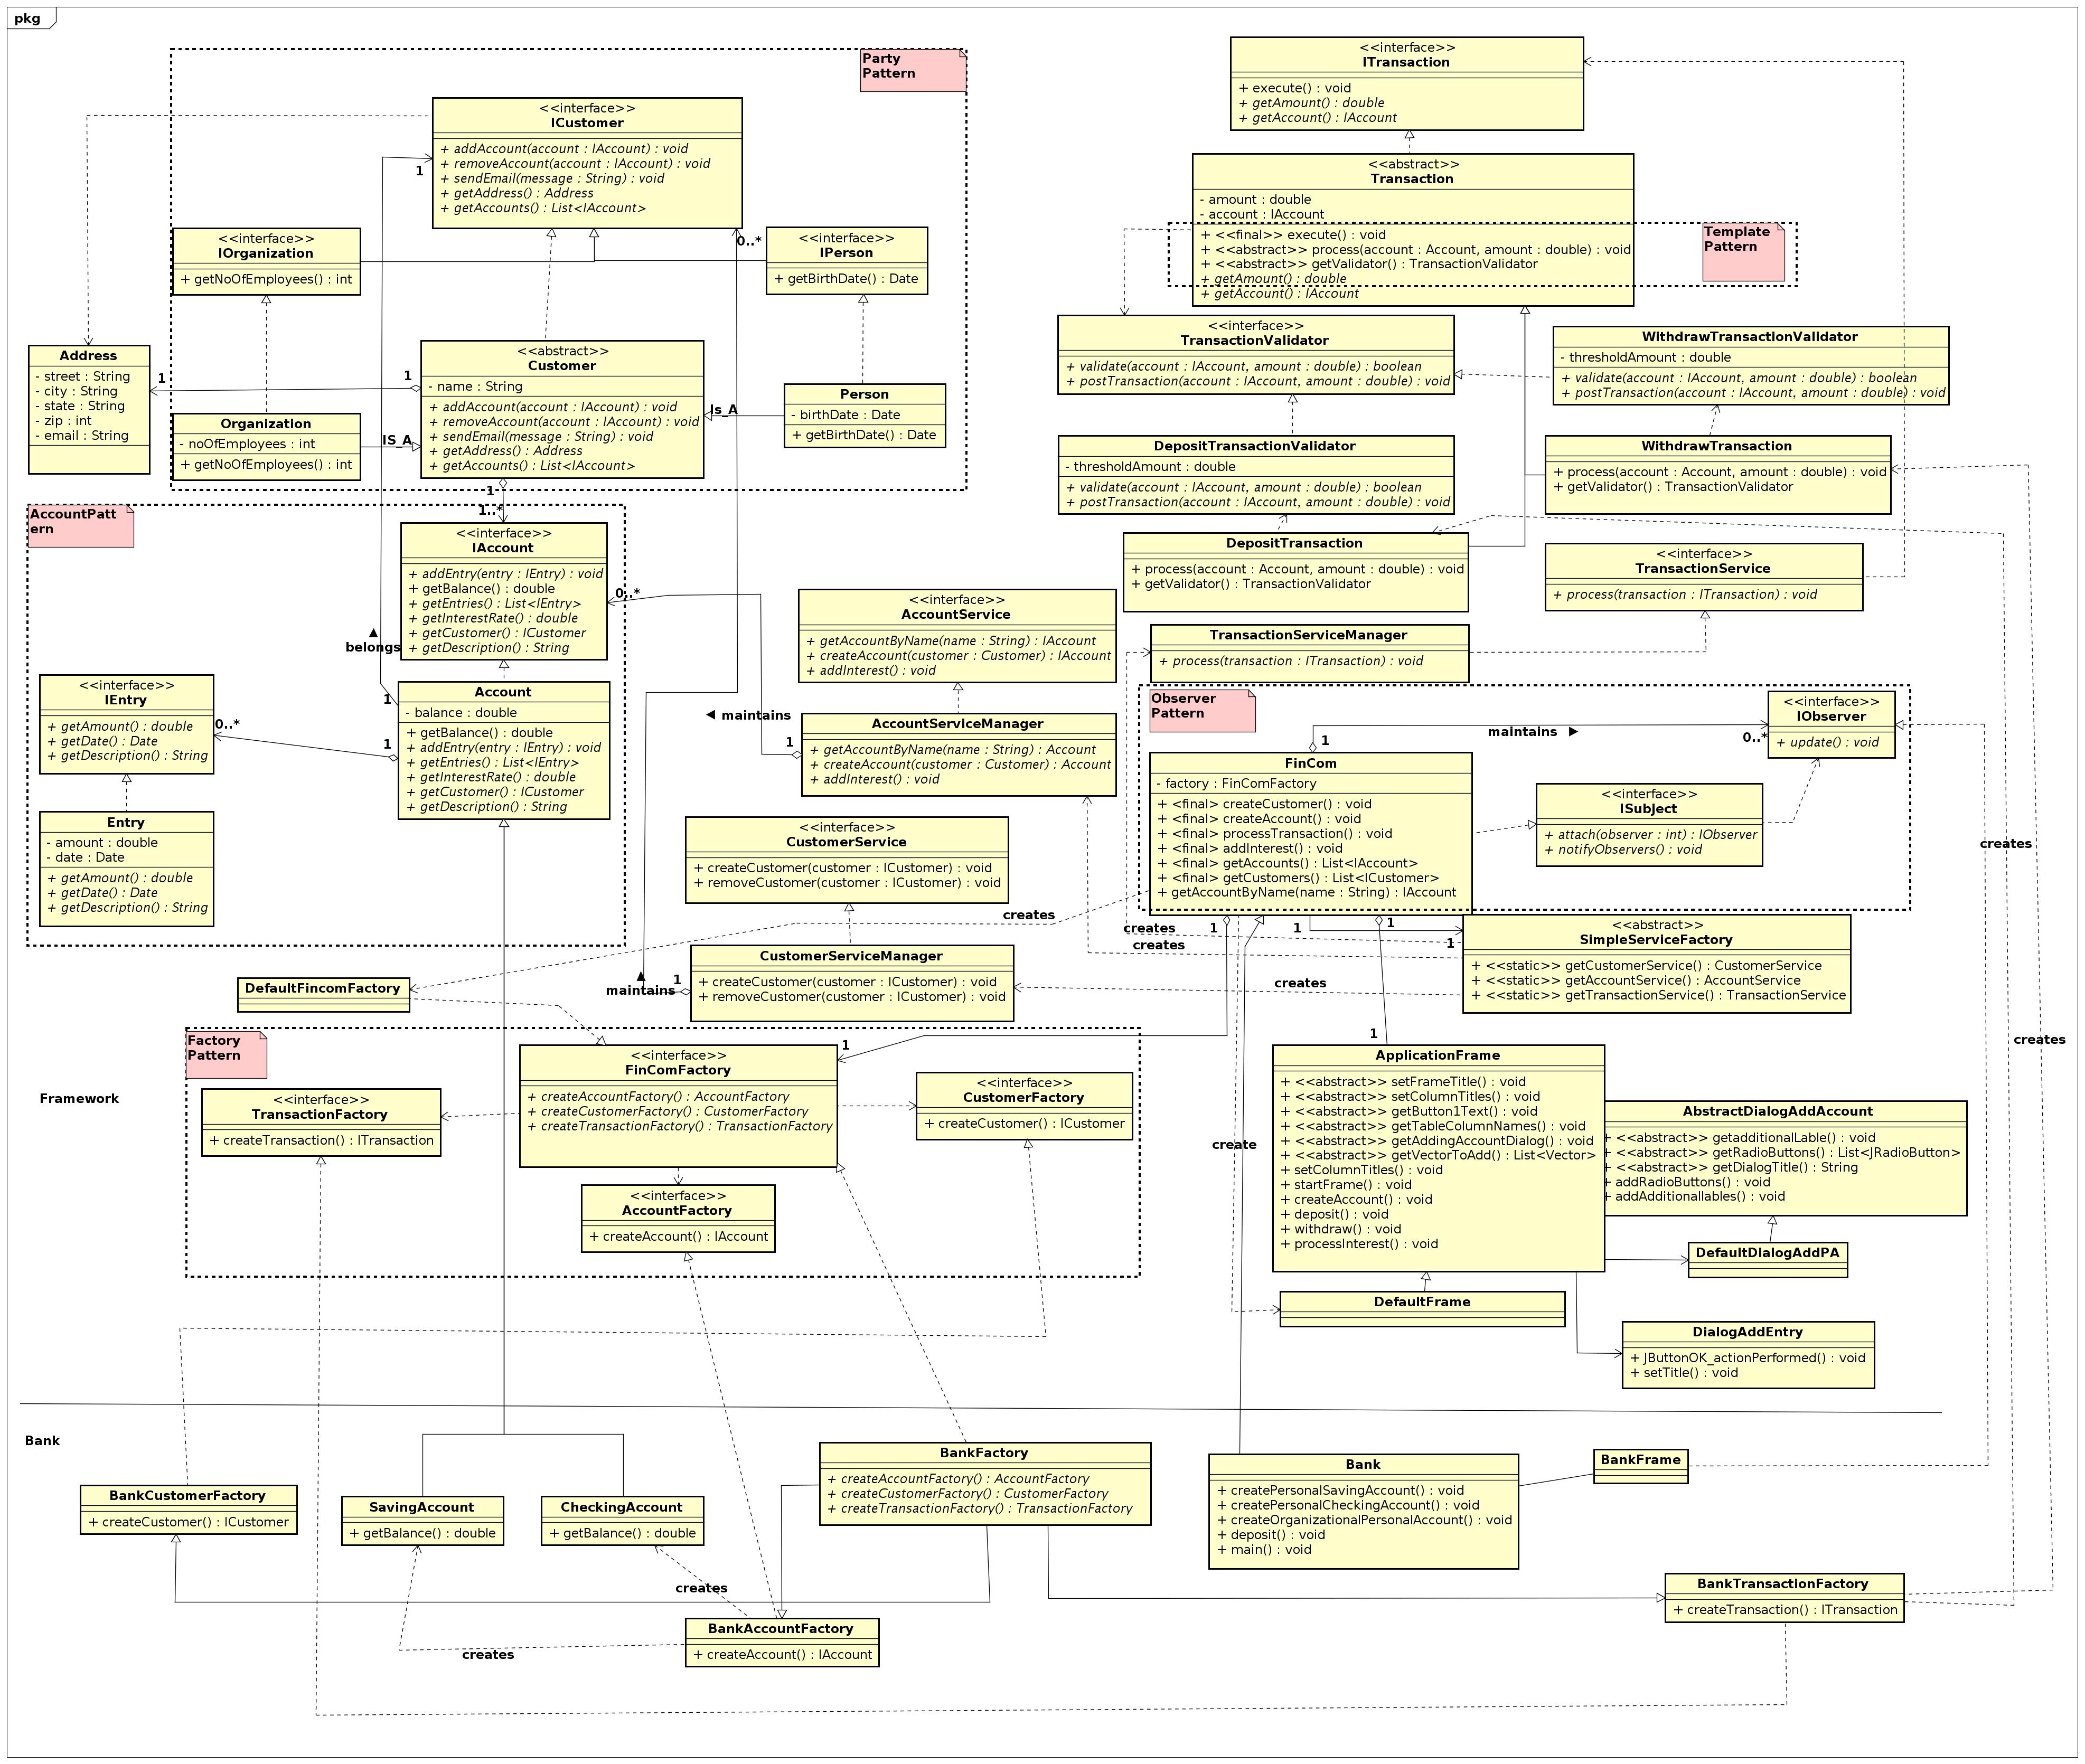 pkg
Party
Pattern
<<interface>>
ICustomer
+ addAccount(account : IAccount) : void
+ removeAccount(account : IAccount) : void
+ sendEmail(message : String) : void
+ getAddress() : Address
+ getAccounts() : List<IAccount>
1
0..*
<<interface>>
IOrganization
+ getNoOfEmployees() : int
<<interface>>
IPerson
+ getBirthDate() : Date
Address
- street : String
- city : String
- state : String
- zip : int
- email : String
1
1
<<abstract>>
Customer
- name : String
+ addAccount(account : IAccount) : void
+ removeAccount(account : IAccount) : void
+ sendEmail(message : String) : void
+ getAddress() : Address
+ getAccounts() : List<IAccount>
Organization
- noOfEmployees : int
+ getNoOfEmployees() : int
IS_A
Is_A
Person
- birthDate : Date
+ getBirthDate() : Date
1
1..*
<<interface>>
ITransaction
+ execute() : void
+ getAmount() : double
+ getAccount() : IAccount
<<abstract>>
Transaction
- amount : double
- account : IAccount
+ <<final>> execute() : void
+ <<abstract>> process(account : Account, amount : double) : void
+ <<abstract>> getValidator() : TransactionValidator
+ getAmount() : double
+ getAccount() : IAccount
Template
Pattern
<<interface>>
TransactionValidator
+ validate(account : IAccount, amount : double) : boolean
+ postTransaction(account : IAccount, amount : double) : void
WithdrawTransactionValidator
- thresholdAmount : double
+ validate(account : IAccount, amount : double) : boolean
+ postTransaction(account : IAccount, amount : double) : void
DepositTransactionValidator
- thresholdAmount : double
+ validate(account : IAccount, amount : double) : boolean
+ postTransaction(account : IAccount, amount : double) : void
WithdrawTransaction
+ process(account : Account, amount : double) : void
+ getValidator() : TransactionValidator
DepositTransaction
+ process(account : Account, amount : double) : void
+ getValidator() : TransactionValidator
<<interface>>
TransactionService
+ process(transaction : ITransaction) : void
TransactionServiceManager
+ process(transaction : ITransaction) : void
AccountPatt
ern
<<interface>>
IAccount
+ addEntry(entry : IEntry) : void
+ getBalance() : double
+ getEntries() : List<IEntry>
+ getInterestRate() : double
+ getCustomer() : ICustomer
+ getDescription() : String
0..*
▲
belongs
<<interface>>
IEntry
+ getAmount() : double
+ getDate() : Date
+ getDescription() : String
0..*
1
1
Account
- balance : double
+ getBalance() : double
+ addEntry(entry : IEntry) : void
+ getEntries() : List<IEntry>
+ getInterestRate() : double
+ getCustomer() : ICustomer
+ getDescription() : String
Entry
- amount : double
- date : Date
+ getAmount() : double
+ getDate() : Date
+ getDescription() : String
<<interface>>
AccountService
+ getAccountByName(name : String) : IAccount
+ createAccount(customer : Customer) : IAccount
+ addInterest() : void
◀ maintains
1
AccountServiceManager
+ getAccountByName(name : String) : Account
+ createAccount(customer : Customer) : Account
+ addInterest() : void
<<interface>>
CustomerService
+ createCustomer(customer : ICustomer) : void
+ removeCustomer(customer : ICustomer) : void
CustomerServiceManager
+ createCustomer(customer : ICustomer) : void
+ removeCustomer(customer : ICustomer) : void
▲
maintains
1
Observer
Pattern
<<interface>>
IObserver
+ update() : void
1
maintains ▶
0..*
FinCom
- factory : FinComFactory
+ <final> createCustomer() : void
+ <final> createAccount() : void
+ <final> processTransaction() : void
+ <final> addInterest() : void
+ <final> getAccounts() : List<IAccount>
+ <final> getCustomers() : List<ICustomer>
+ getAccountByName(name : String) : IAccount
<<interface>>
ISubject
+ attach(observer : int) : IObserver
+ notifyObservers() : void
creates
creates
creates
creates
1
1
1
1
<<abstract>>
SimpleServiceFactory
+ <<static>> getCustomerService() : CustomerService
+ <<static>> getAccountService() : AccountService
+ <<static>> getTransactionService() : TransactionService
creates
creates
DefaultFincomFactory
Factory
Pattern
<<interface>>
FinComFactory
+ createAccountFactory() : AccountFactory
+ createCustomerFactory() : CustomerFactory
+ createTransactionFactory() : TransactionFactory
1
<<interface>>
TransactionFactory
+ createTransaction() : ITransaction
<<interface>>
CustomerFactory
+ createCustomer() : ICustomer
<<interface>>
AccountFactory
+ createAccount() : IAccount
Framework
1
ApplicationFrame
+ <<abstract>> setFrameTitle() : void
+ <<abstract>> setColumnTitles() : void
+ <<abstract>> getButton1Text() : void
+ <<abstract>> getTableColumnNames() : void
+ <<abstract>> getAddingAccountDialog() : void
+ <<abstract>> getVectorToAdd() : List<Vector>
+ setColumnTitles() : void
+ startFrame() : void
+ createAccount() : void
+ deposit() : void
+ withdraw() : void
+ processInterest() : void
create
AbstractDialogAddAccount
+ <<abstract>> getadditionalLable() : void
+ <<abstract>> getRadioButtons() : List<JRadioButton>
+ <<abstract>> getDialogTitle() : String
+ addRadioButtons() : void
+ addAdditionallables() : void
DefaultDialogAddPA
DefaultFrame
DialogAddEntry
+ JButtonOK_actionPerformed() : void
+ setTitle() : void
Bank
BankCustomerFactory
+ createCustomer() : ICustomer
SavingAccount
+ getBalance() : double
CheckingAccount
+ getBalance() : double
BankFactory
+ createAccountFactory() : AccountFactory
+ createCustomerFactory() : CustomerFactory
+ createTransactionFactory() : TransactionFactory
Bank
+ createPersonalSavingAccount() : void
+ createPersonalCheckingAccount() : void
+ createOrganizationalPersonalAccount() : void
+ deposit() : void
+ main() : void
BankFrame
BankTransactionFactory
+ createTransaction() : ITransaction
creates
creates
BankAccountFactory
+ createAccount() : IAccount